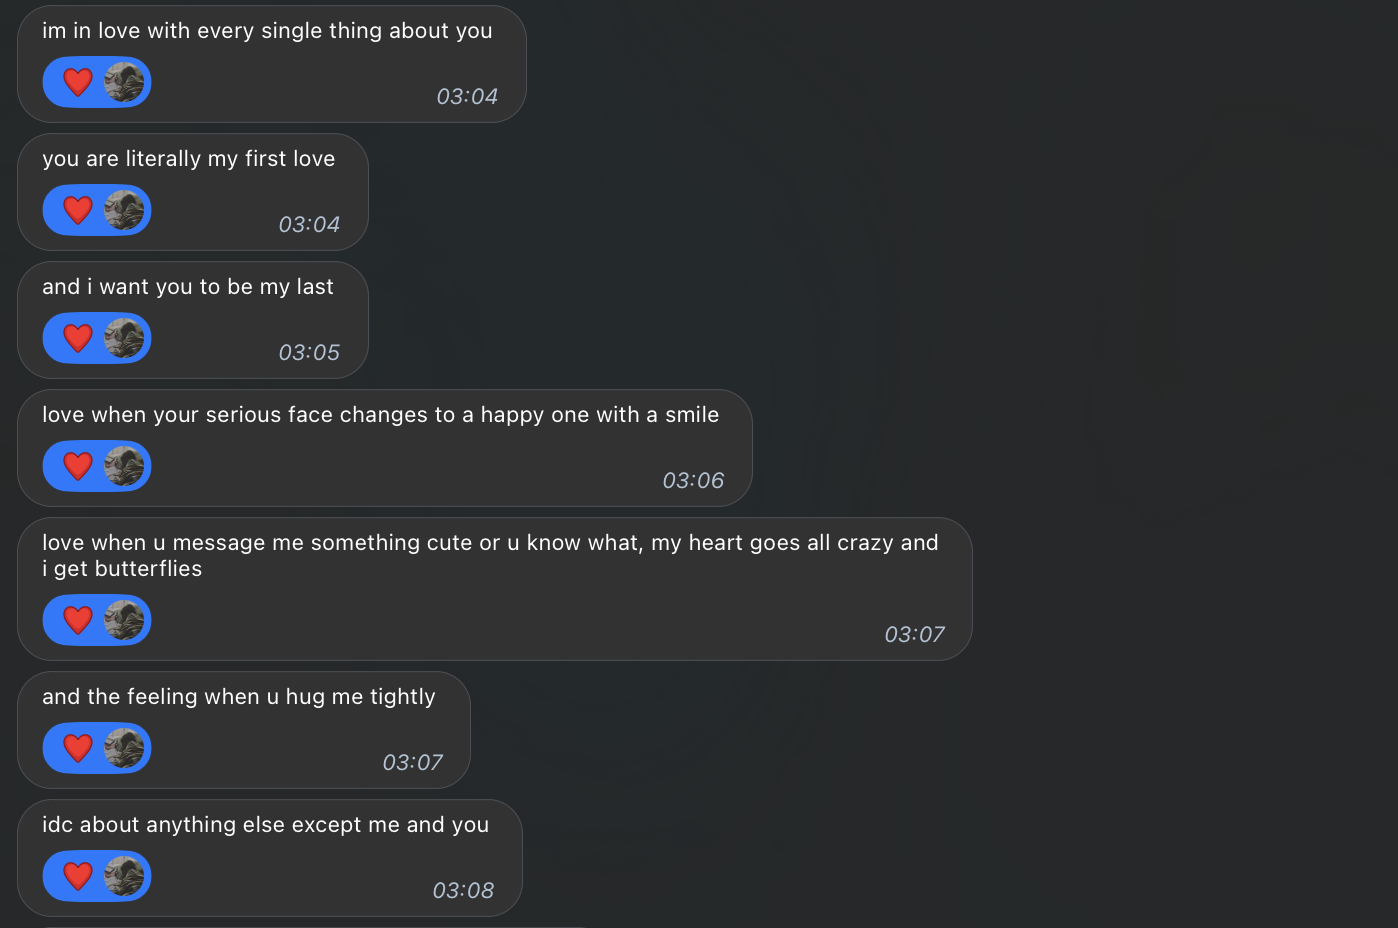 im in love with every single thing about you
03:04
you are literally my first love
03:04
and i want you to be my last
03:05
love when your serious face changes to a happy one with a smile
03:06
love when u message me something cute or u know what, my heart goes all crazy and
i get butterflies
03:07
and the feeling when u hug me tightly
03:07
idc about anything else except me and you
03:08